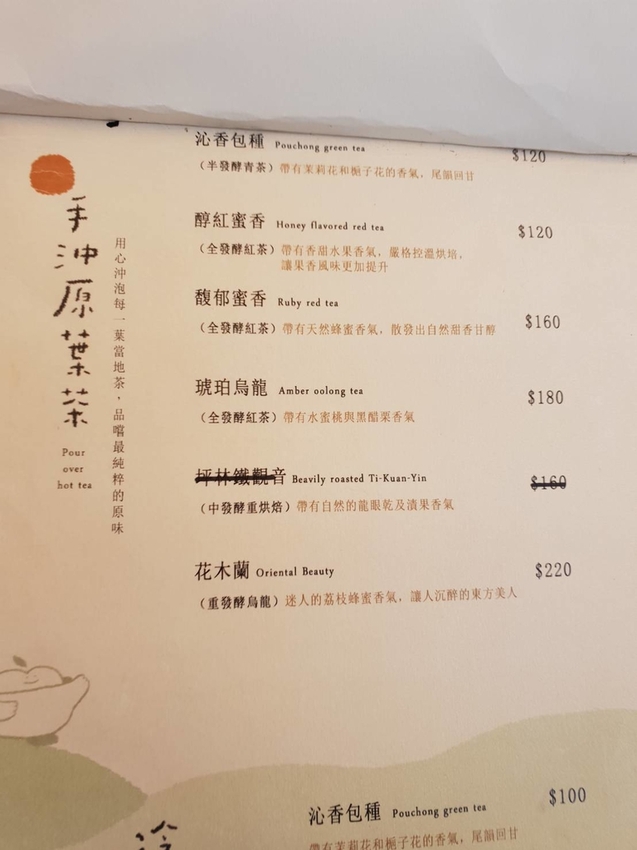 沁香包種 Pouchong green tea $120
（半發酵青茶）帶有茉莉花和梔子花的香氣，尾韻回甘
醇紅蜜香 Honey flavored red tea $120
（全發酵紅茶）帶有香甜水果香氣，嚴格控溫烘培，
讓果香風味更加提升
馥郁蜜香 Ruby red tea $160
（全發酵紅茶）帶有天然蜂蜜香氣，散發出自然甜香甘醇
琥珀烏龍 Amber oolong tea $180
（全發酵紅茶）帶有水蜜桃與黑醋栗香氣
坪林鐵觀音 Beavily roasted Ti-Kuan-Yin $160
（中發酵重烘焙）帶有自然的龍眼乾及漬果香氣
花木蘭 Oriental Beauty $220
（重發酵烏龍）迷人的荔枝蜂蜜香氣，讓人沉醉的東方美人
手沖原葉茶
用心沖泡每一葉當地茶，品嚐最純粹的原味
Pour
over
hot tea
沁香包種 Pouchong green tea $100
帶有茉莉花和梔子花的香氣，尾韻回甘
冷